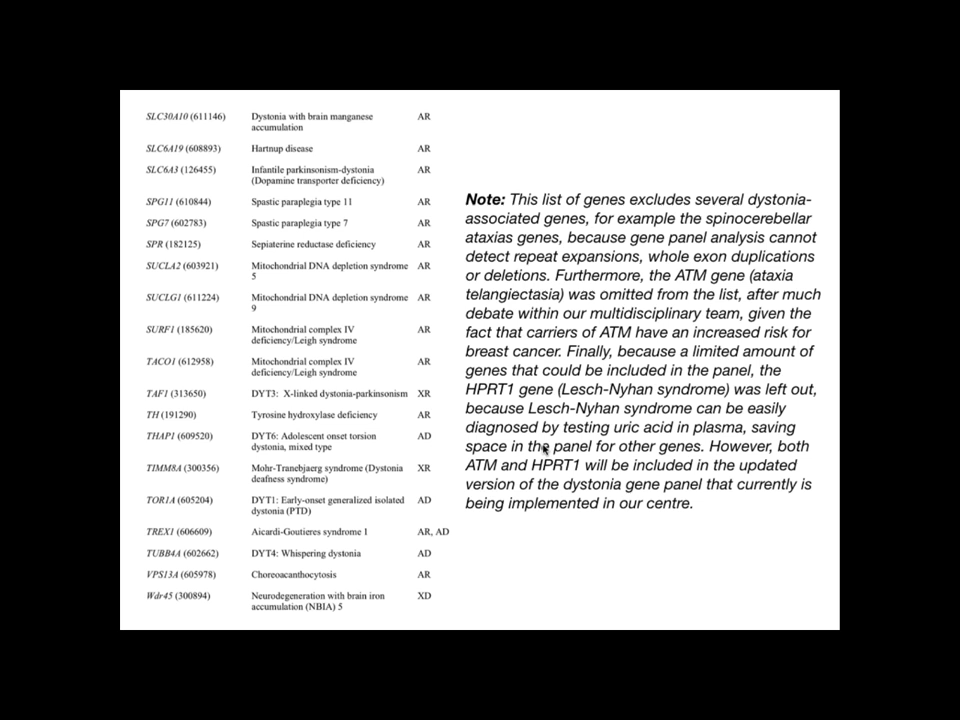 SLC30A10 (611146) Dystonia with brain manganese AR
accumulation
SLC6A19 (608893) Hartnup disease AR
SLC6A3 (126455) Infantile parkinsonism-dystonia AR
(Dopamine transporter deficiency)
SPG11 (610844) Spastic paraplegia type 11 AR
SPG7 (602783) Spastic paraplegia type 7 AR
SPR (182125) Sepiaterine reductase deficiency AR
SUCLA2 (603921) Mitochondrial DNA depletion syndrome AR
5
SUCLG1 (611224) Mitochondrial DNA depletion syndrome AR
9
SURF1 (185620) Mitochondrial complex IV AR
deficiency/Leigh syndrome
TACO1 (612958) Mitochondrial complex IV AR
deficiency/Leigh syndrome
TAF1 (313650) DYT3: X-linked dystonia-parkinsonism XR
TH (191290) Tyrosine hydroxylase deficiency AR
THAP1 (609520) DYT6: Adolescent onset torsion AD
dystonia, mixed type
TIMM8A (300356) Mohr-Tranebjaerg syndrome (Dystonia XR
deafness syndrome)
TOR1A (605204) DYT1: Early-onset generalized isolated AD
dystonia (PTD)
TREX1 (606609) Aicardi-Goutieres syndrome 1 AR, AD
TUBB4A (602662) DYT4: Whispering dystonia AD
VPS13A (605978) Choreoacanthocytosis AR
Wdr45 (300894) Neurodegeneration with brain iron XD
accumulation (NBIA) 5
Note: This list of genes excludes several dystonia-
associated genes, for example the spinocerebellar
ataxias genes, because gene panel analysis cannot
detect repeat expansions, whole exon duplications
or deletions. Furthermore, the ATM gene (ataxia
telangiectasia) was omitted from the list, after much
debate within our multidisciplinary team, given the
fact that carriers of ATM have an increased risk for
breast cancer. Finally, because a limited amount of
genes that could be included in the panel, the
HPRT1 gene (Lesch-Nyhan syndrome) was left out,
because Lesch-Nyhan syndrome can be easily
diagnosed by testing uric acid in plasma, saving
space in the panel for other genes. However, both
ATM and HPRT1 will be included in the updated
version of the dystonia gene panel that currently is
being implemented in our centre.